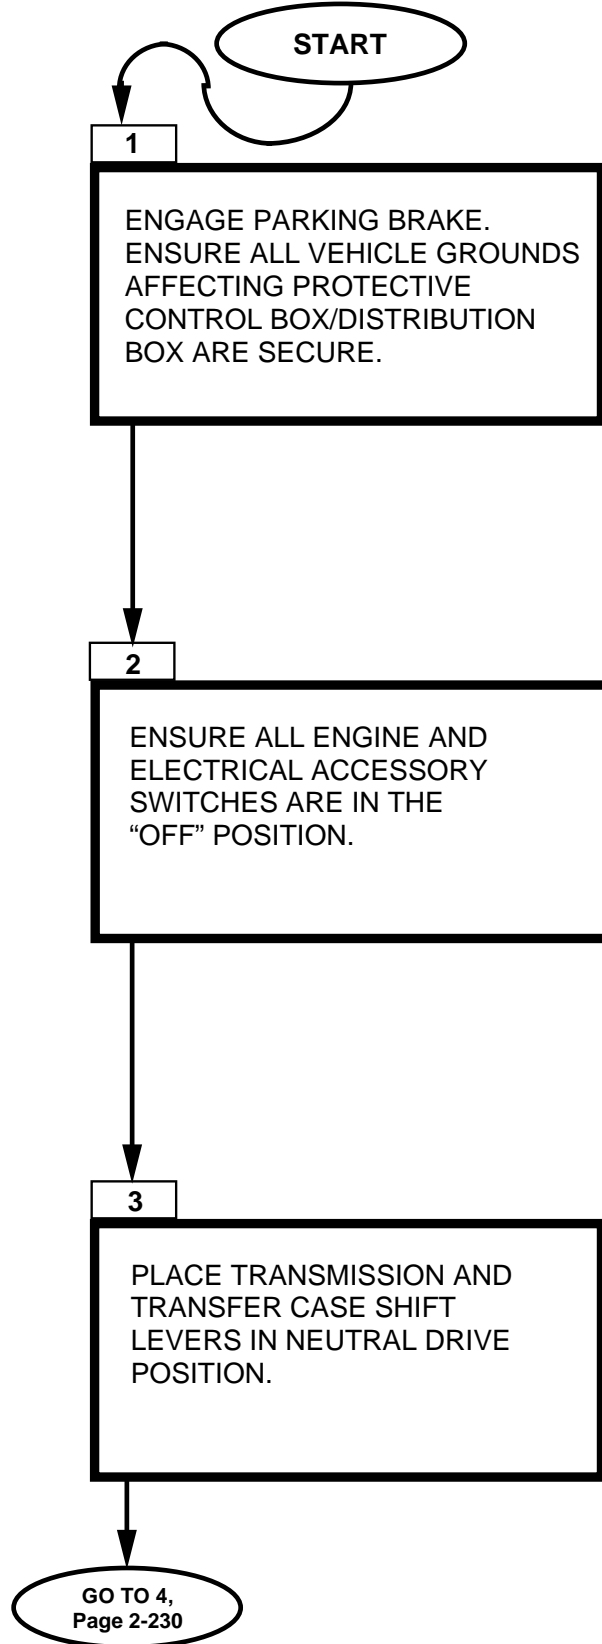 START
1
ENGAGE PARKING BRAKE.
ENSURE ALL VEHICLE GROUNDS
AFFECTING PROTECTIVE
CONTROL BOX/DISTRIBUTION
BOX ARE SECURE.
2
ENSURE ALL ENGINE AND
ELECTRICAL ACCESSORY
SWITCHES ARE IN THE
“OFF” POSITION.
3
PLACE TRANSMISSION AND
TRANSFER CASE SHIFT
LEVERS IN NEUTRAL DRIVE
POSITION.
GO TO 4,
Page 2-230